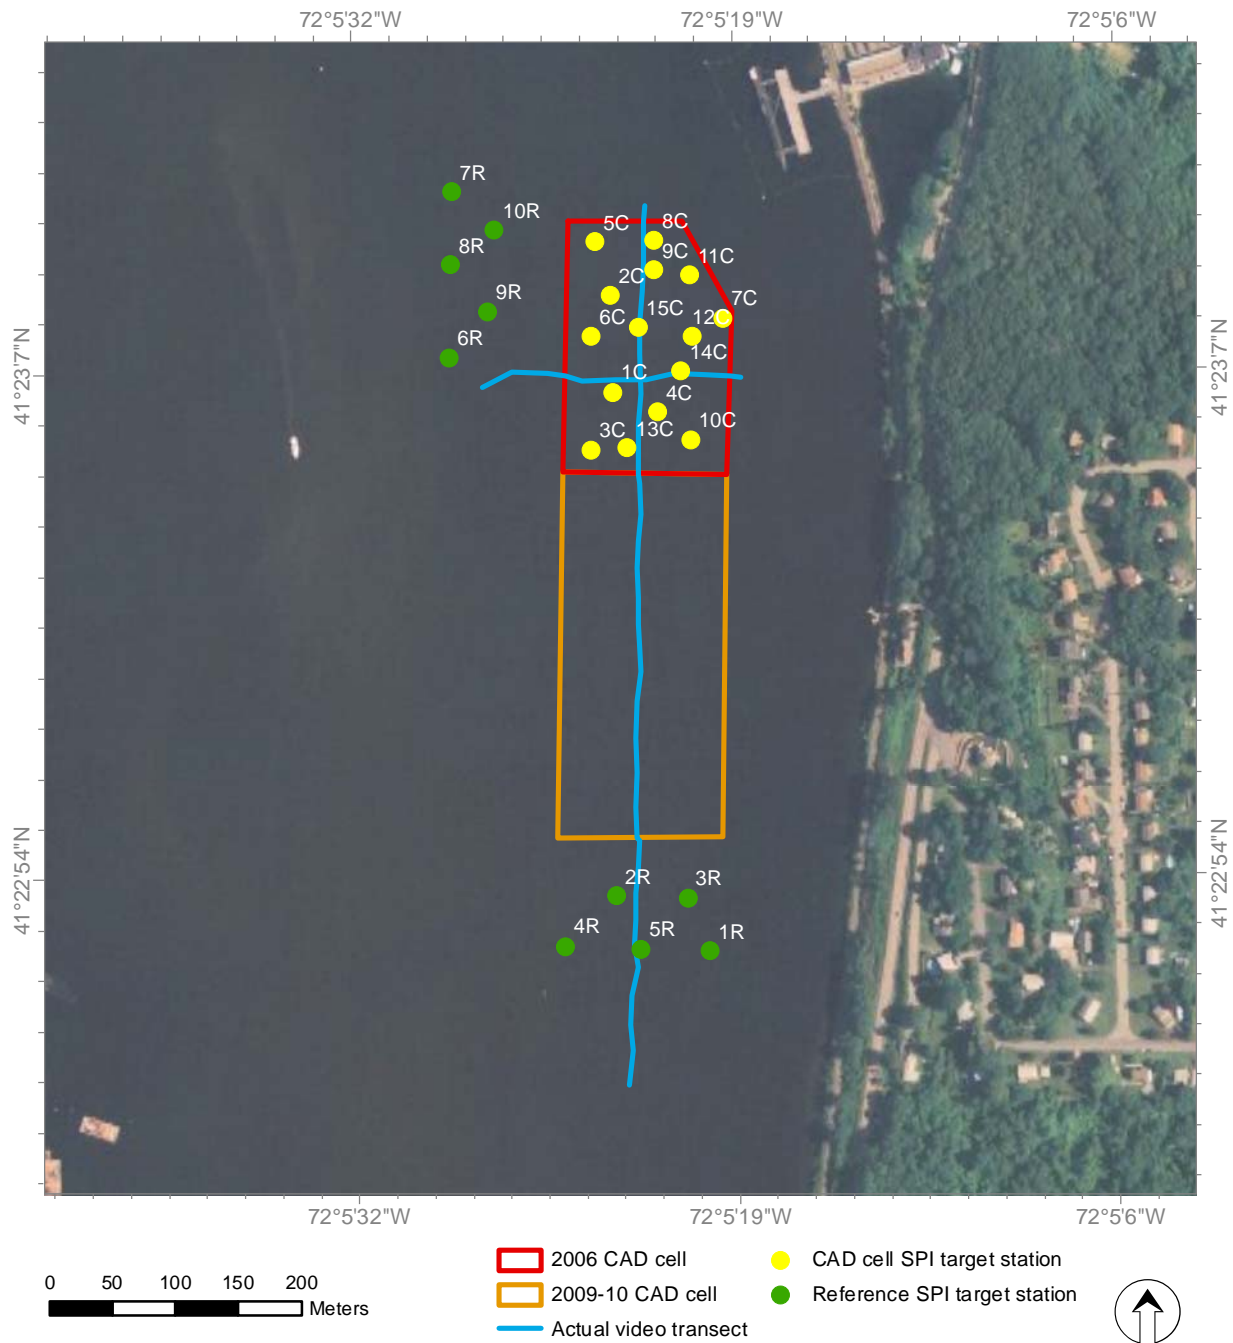 72°5'32"W 72°5'19"W 72°5'6"W
7R
10R
5C 8C
8R 9C 11C
2C
9R 15C 7C
6C 12C
6R 14C
41°23'7"N 41°23'7"N
1C
4C
3C 13C 10C
41°22'54"N 41°22'54"N
2R 3R
4R 5R 1R
72°5'32"W 72°5'19"W 72°5'6"W
0 50 100 150 200
Meters
2006 CAD cell
2009-10 CAD cell
Actual video transect
CAD cell SPI target station
Reference SPI target station